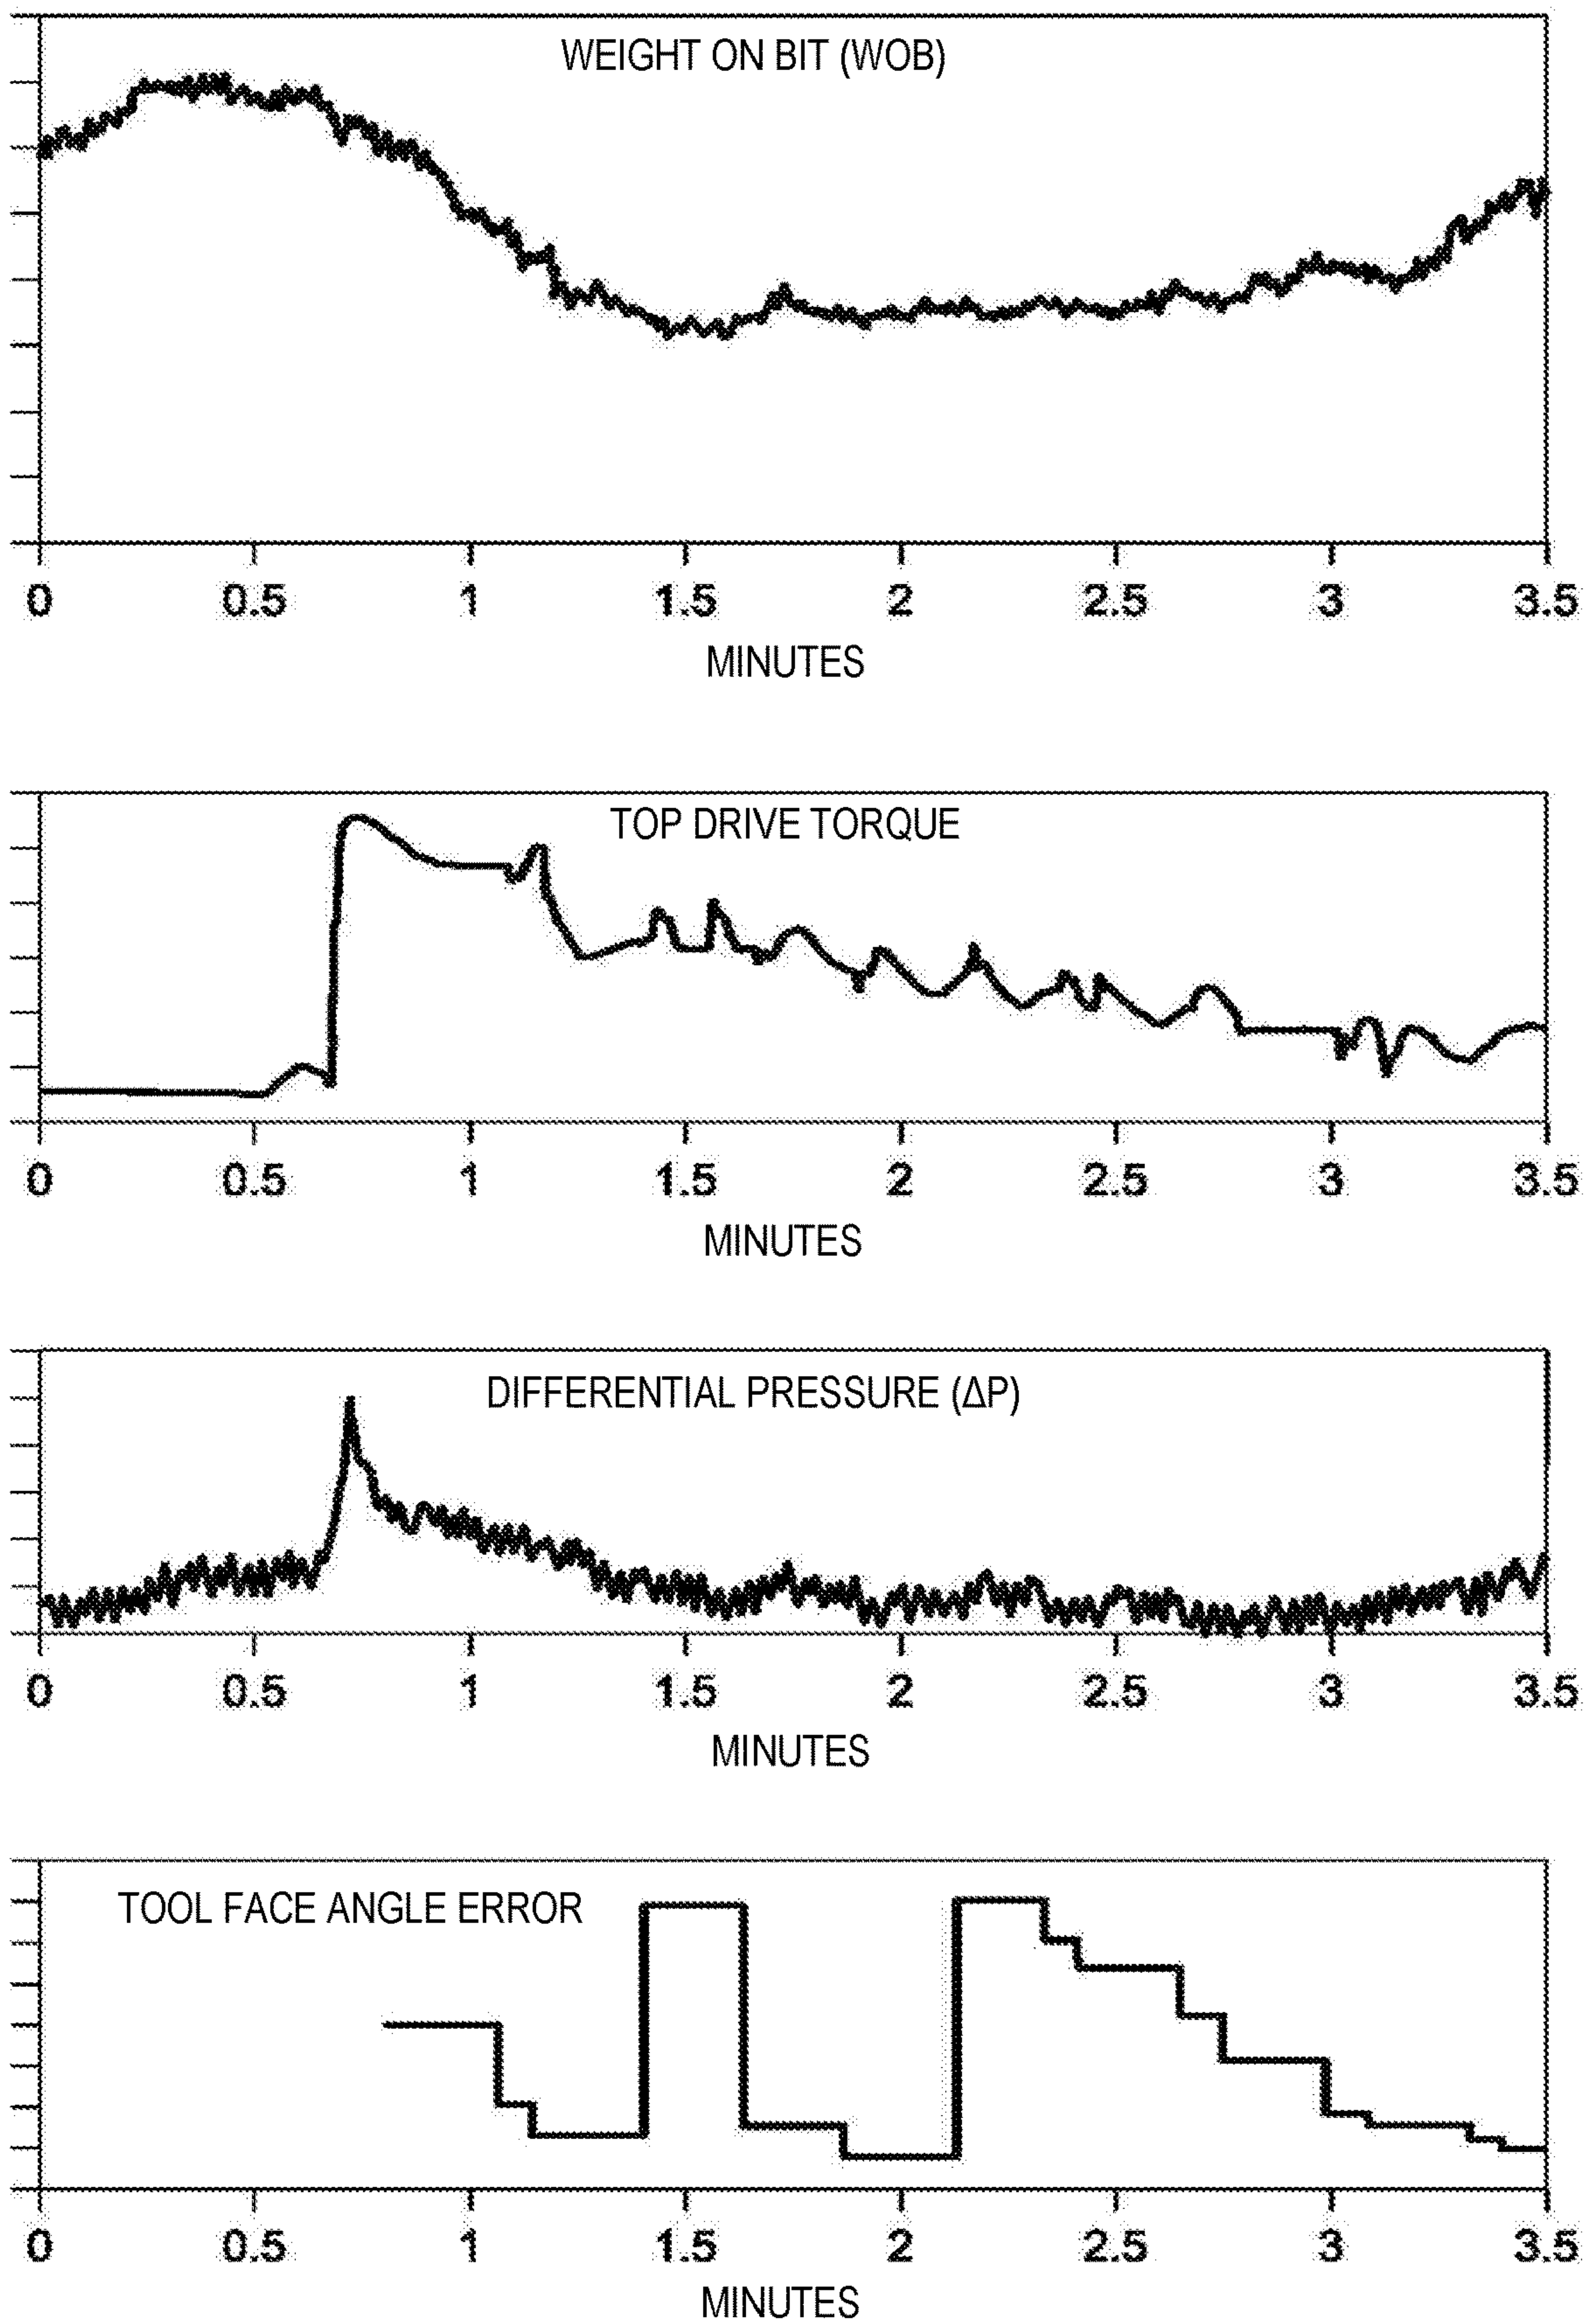 WEIGHT ON BIT (WOB)
0 0.5 1 1.5 2 2.5 3 3.5
MINUTES
TOP DRIVE TORQUE
0 0.5 1 1.5 2 2.5 3 3.5
MINUTES
DIFFERENTIAL PRESSURE (ΔP)
0 0.5 1 1.5 2 2.5 3 3.5
MINUTES
TOOL FACE ANGLE ERROR
0 0.5 1 1.5 2 2.5 3 3.5
MINUTES